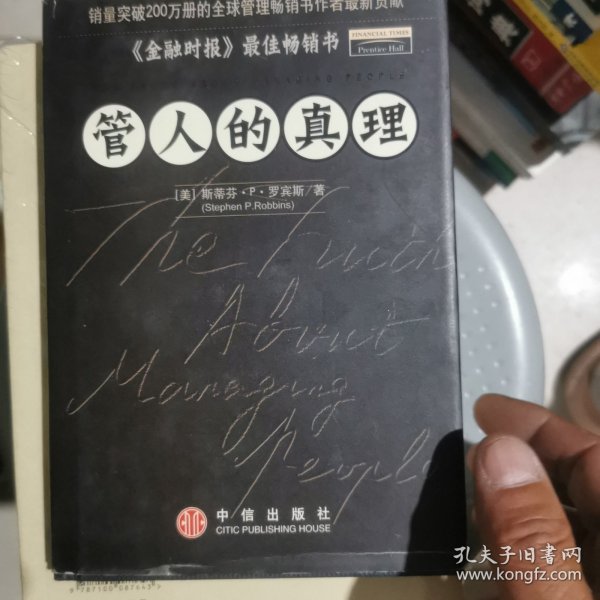 销量突破200万册的全球管理畅销书作者最新贡献
《金融时报》最佳畅销书
FINANCIAL TIMES
Prentice Hall
管人的真理
[美] 斯蒂芬·P·罗宾斯/著
(Stephen P.Robbins)
The Truth
About
Managing
People
中信出版社
CITIC PUBLISHING HOUSE
孔夫子旧书网
www.kongfz.com